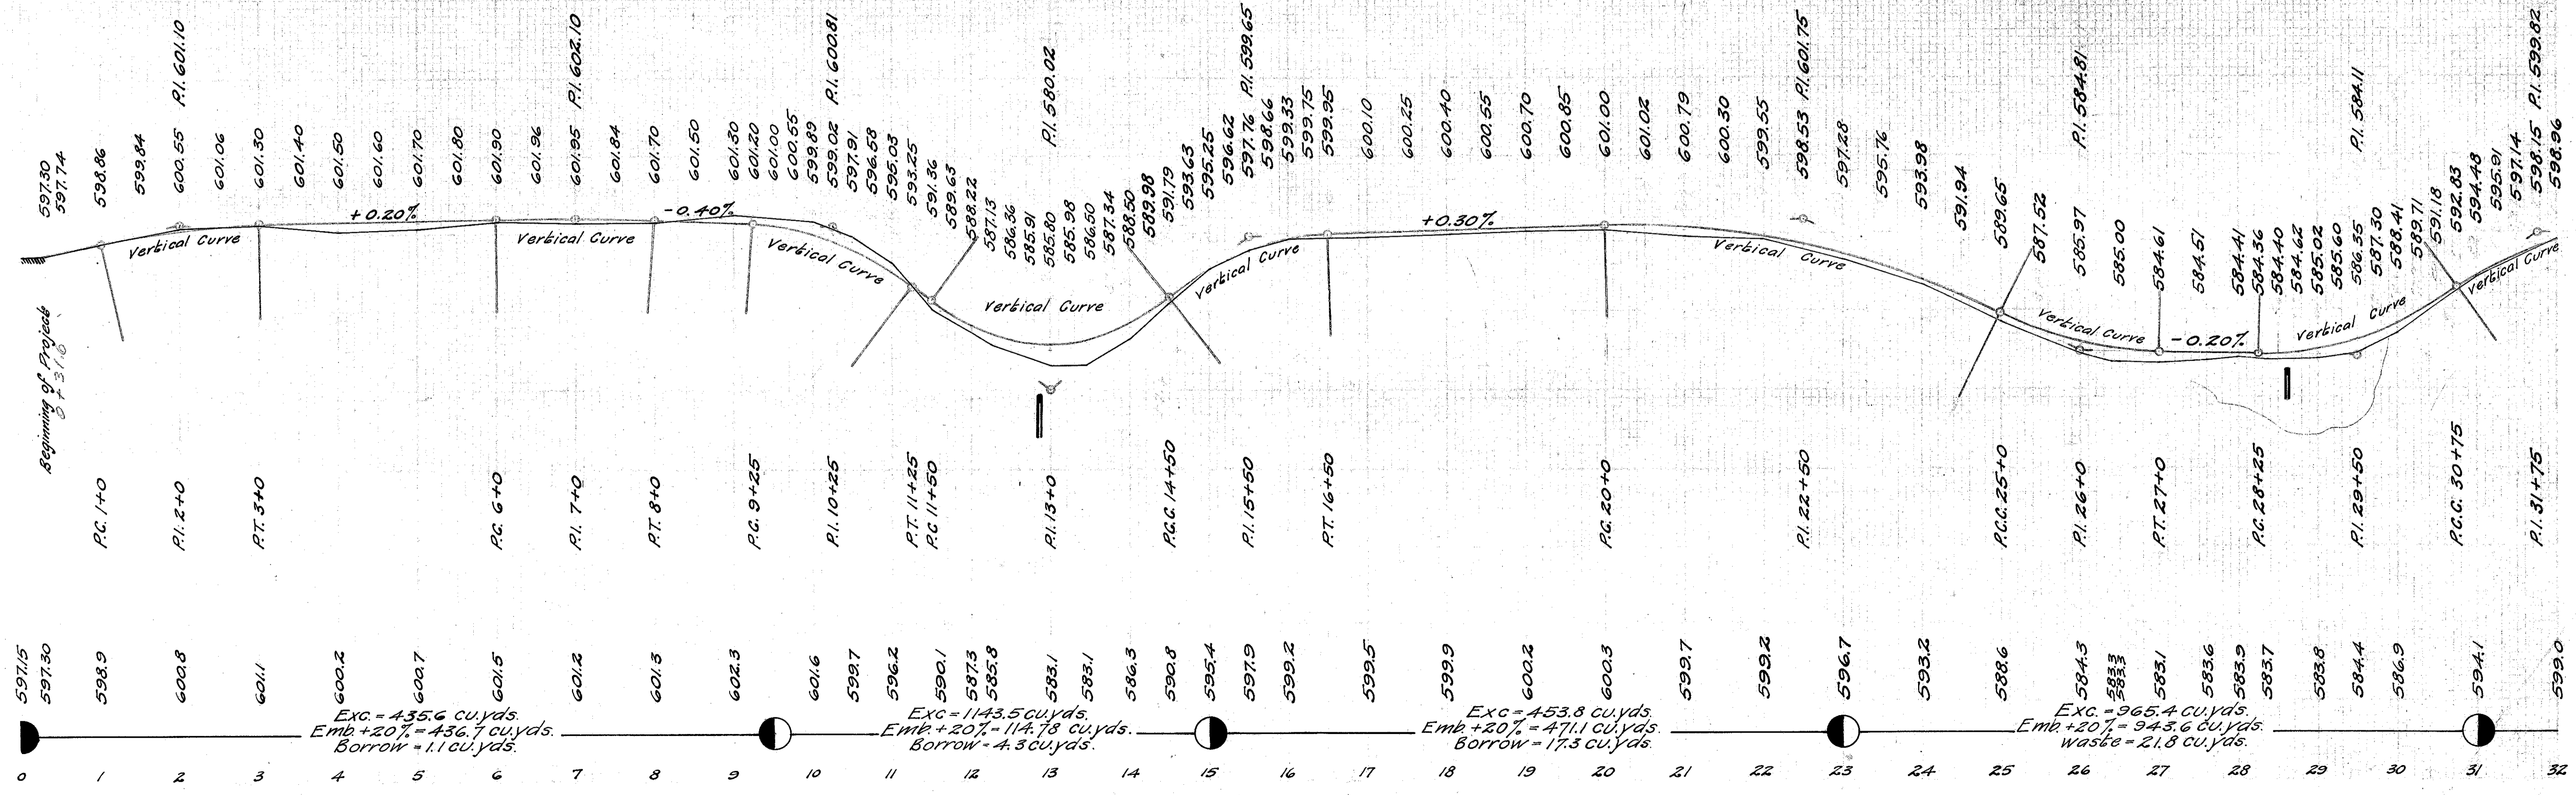 P.I. 601.10
P.I. 602.10
P.I. 600.81
P.I. 580.02
P.I. 599.65
P.I. 601.75
P.I. 584.81
P.I. 584.11
P.I. 599.82
597.30
597.74
598.86
599.84
600.55
601.06
601.30
601.40
601.50
601.60
601.70
601.80
601.90
601.96
601.95
601.84
601.70
601.50
601.30
601.20
601.00
600.55
599.89
599.02
597.91
596.58
595.03
593.25
591.36
589.63
588.22
587.13
586.36
585.91
585.80
585.98
586.50
587.34
588.50
589.98
591.79
593.63
595.25
596.62
597.76
598.66
599.33
599.75
599.95
600.10
600.25
600.40
600.55
600.70
600.85
601.00
601.02
600.79
600.30
599.55
598.53
597.28
595.76
593.98
591.94
589.65
587.52
585.97
585.00
584.61
584.51
584.41
584.36
584.40
584.62
585.02
585.60
586.35
587.30
588.41
589.71
591.18
592.83
594.48
595.91
597.14
598.15
598.96
Vertical Curve
+0.20%
Vertical Curve
-0.40%
Vertical Curve
Vertical Curve
Vertical Curve
+0.30%
Vertical Curve
Vertical Curve
-0.20%
Vertical Curve
Vertical Curve
Beginning of Project
0+31.6
P.C. 1+0
P.I. 2+0
P.T. 3+0
P.C. 6+0
P.I. 7+0
P.T. 8+0
P.C. 9+25
P.I. 10+25
P.T. 11+25
P.C 11+50
P.I. 13+0
P.C.C. 14+50
P.I. 15+50
P.T. 16+50
P.C. 20+0
P.I. 22+50
P.C.C. 25+0
P.I. 26+0
P.T. 27+0
P.C. 28+25
P.I. 29+50
P.C.C. 30+75
P.I. 31+75
597.15
597.30
598.9
600.8
601.1
600.2
600.7
601.5
601.2
601.3
602.3
601.6
599.7
596.2
590.1
587.3
585.8
583.1
583.1
586.3
590.8
595.4
597.9
599.2
599.5
599.9
600.2
600.3
599.7
599.2
596.7
593.2
588.6
584.3
583.3
583.3
583.1
583.6
583.9
583.7
583.8
584.4
586.9
594.1
599.0
Exc. = 435.6 cu.yds.
Emb.+20% = 436.7 cu.yds.
Borrow = 1.1 cu.yds.
Exc = 1143.5 cu.yds.
Emb.+20% = 114.78 cu.yds.
Borrow = 4.3 cu.yds.
Exc = 453.8 cu.yds.
Emb.+20% = 471.1 cu.yds.
Borrow = 17.3 cu.yds.
Exc. = 965.4 cu.yds.
Emb.+20% = 943.6 cu.yds.
waste = 21.8 cu.yds.
0 1 2 3 4 5 6 7 8 9 10 11 12 13 14 15 16 17 18 19 20 21 22 23 24 25 26 27 28 29 30 31 32